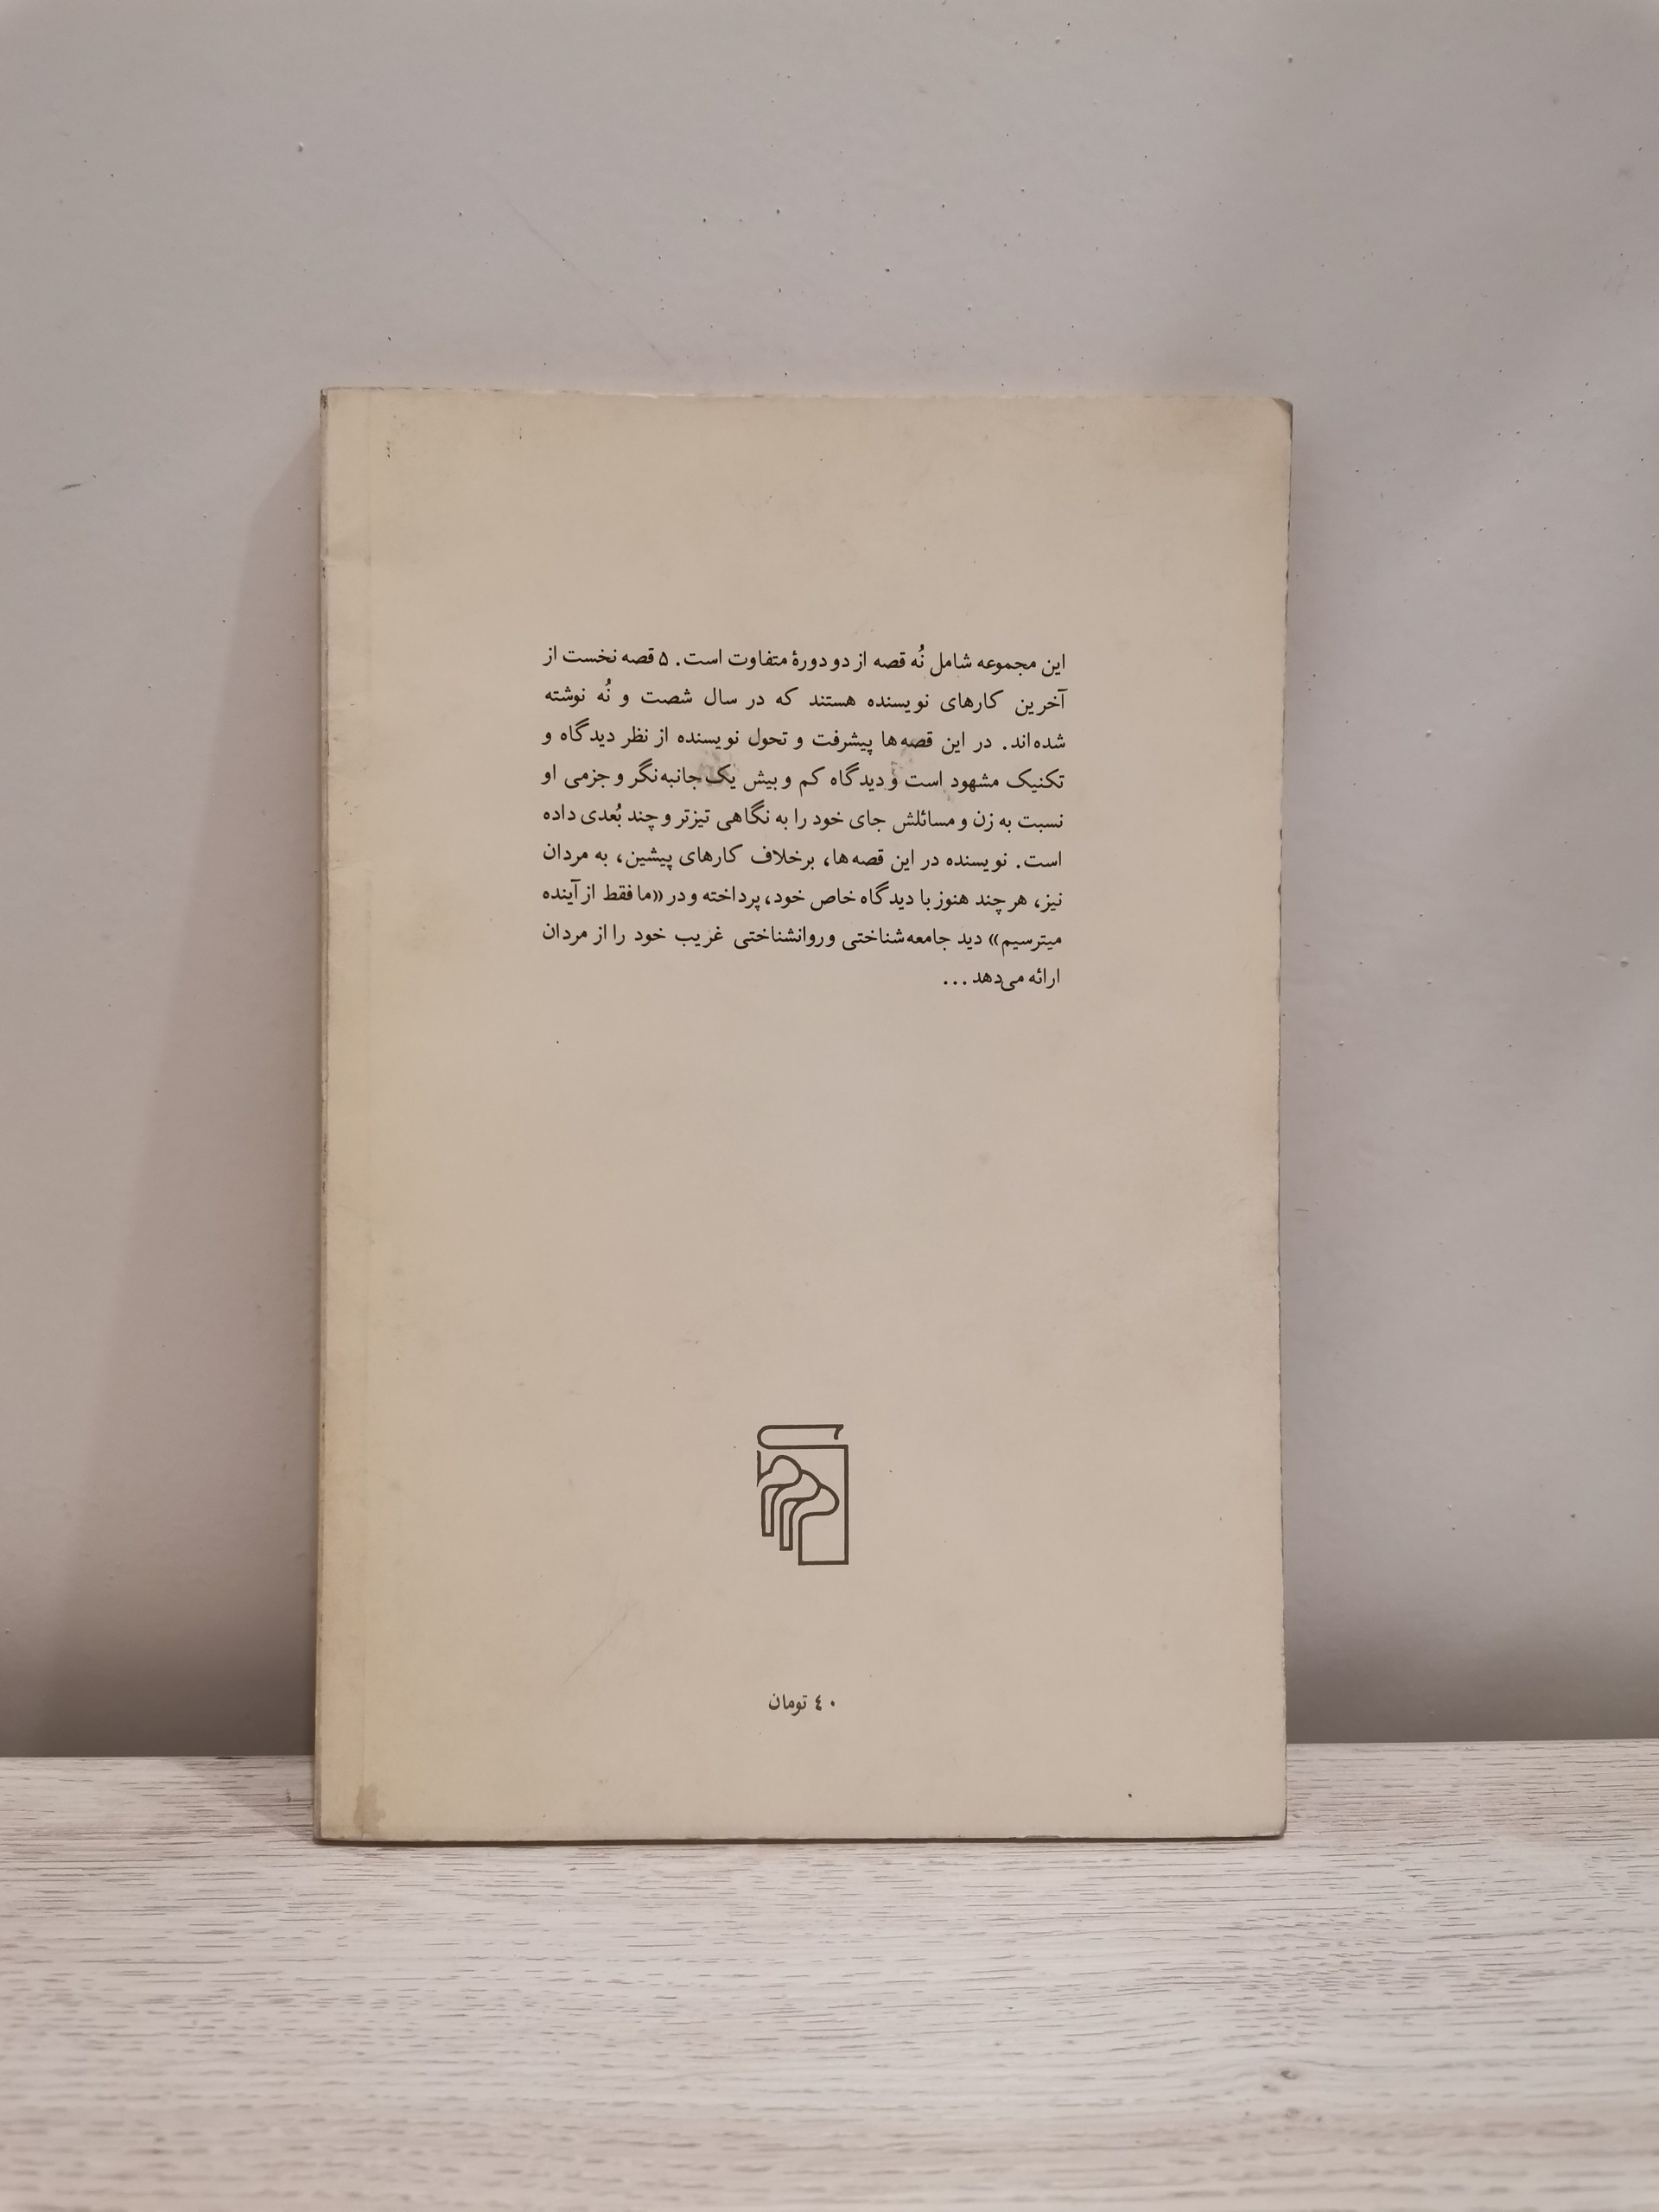 این مجموعه شامل نُه قصه از دو دورهٔ متفاوت است. ۵ قصه نخست از
آخرین کارهای نویسنده هستند که در سال شصت و نُه نوشته
شده‌اند. در این قصه‌ها پیشرفت و تحول نویسنده از نظر دیدگاه و
تکنیک مشهود است و دیدگاه کم و بیش یک‌جانبه‌نگر و جزمی او
نسبت به زن و مسائلش جای خود را به نگاهی تیزتر و چند بُعدی داده
است. نویسنده در این قصه‌ها، برخلاف کارهای پیشین، به مردان
نیز، هر چند هنوز با دیدگاه خاص خود، پرداخته و در «ما فقط از آینده
میترسیم» دید جامعه‌شناختی و روانشناختی غریب خود را از مردان
ارائه می‌دهد...
۴۰ تومان